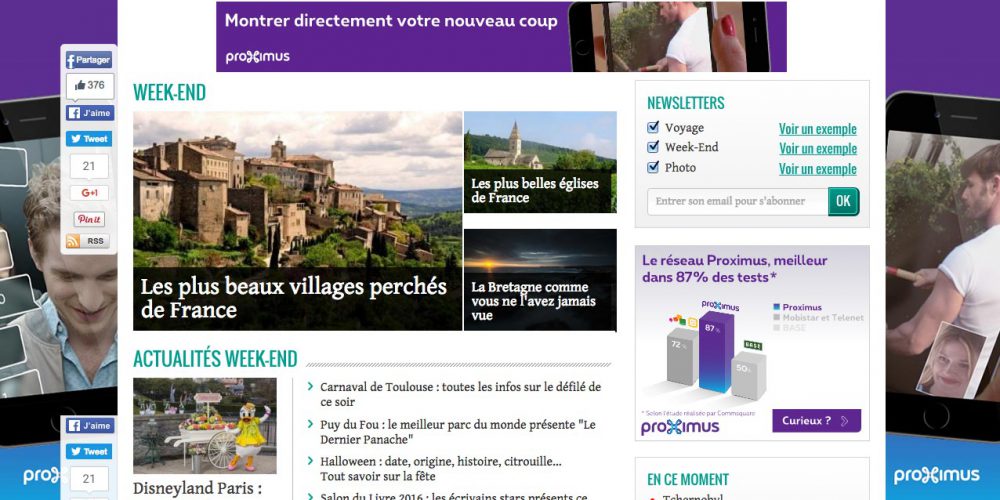 Montrer directement votre nouveau coup
proximus
Partager
376
J'aime
Tweet
21
g+1
Pinit
RSS
WEEK-END
Les plus beaux villages perchés
de France
Les plus belles églises
de France
La Bretagne comme
vous ne l'avez jamais
vue
ACTUALITÉS WEEK-END
Disneyland Paris :
Carnaval de Toulouse : toutes les infos sur le défilé de
ce soir
Puy du Fou : le meilleur parc du monde présente "Le
Dernier Panache"
Halloween : date, origine, histoire, citrouille...
Tout savoir sur la fête
Salon du Livre 2016 : les écrivains stars présents ce
NEWSLETTERS
Voyage Voir un exemple
Week-End Voir un exemple
Photo Voir un exemple
Entrer son email pour s'abonner OK
Le réseau Proximus, meilleur
dans 87% des tests*
proximus
Proximus
Mobistar et Telenet
BASE
72 %
87%
BASE
50%
* Selon l'étude réalisée par Commsquare
proximus
Curieux ?
EN CE MOMENT
Tchernobyl
J'aime
Tweet
21
proximus
proximus